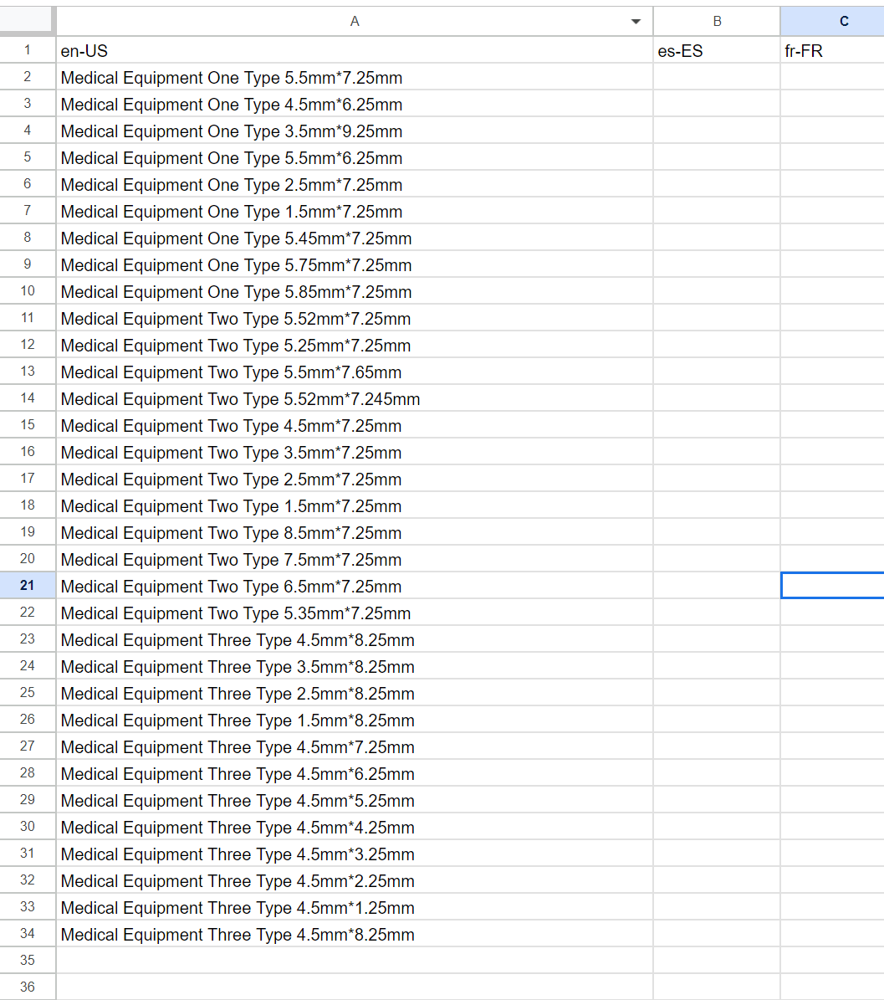 A B C
1 en-US es-ES fr-FR
2 Medical Equipment One Type 5.5mm*7.25mm
3 Medical Equipment One Type 4.5mm*6.25mm
4 Medical Equipment One Type 3.5mm*9.25mm
5 Medical Equipment One Type 5.5mm*6.25mm
6 Medical Equipment One Type 2.5mm*7.25mm
7 Medical Equipment One Type 1.5mm*7.25mm
8 Medical Equipment One Type 5.45mm*7.25mm
9 Medical Equipment One Type 5.75mm*7.25mm
10 Medical Equipment One Type 5.85mm*7.25mm
11 Medical Equipment Two Type 5.52mm*7.25mm
12 Medical Equipment Two Type 5.25mm*7.25mm
13 Medical Equipment Two Type 5.5mm*7.65mm
14 Medical Equipment Two Type 5.52mm*7.245mm
15 Medical Equipment Two Type 4.5mm*7.25mm
16 Medical Equipment Two Type 3.5mm*7.25mm
17 Medical Equipment Two Type 2.5mm*7.25mm
18 Medical Equipment Two Type 1.5mm*7.25mm
19 Medical Equipment Two Type 8.5mm*7.25mm
20 Medical Equipment Two Type 7.5mm*7.25mm
21 Medical Equipment Two Type 6.5mm*7.25mm
22 Medical Equipment Two Type 5.35mm*7.25mm
23 Medical Equipment Three Type 4.5mm*8.25mm
24 Medical Equipment Three Type 3.5mm*8.25mm
25 Medical Equipment Three Type 2.5mm*8.25mm
26 Medical Equipment Three Type 1.5mm*8.25mm
27 Medical Equipment Three Type 4.5mm*7.25mm
28 Medical Equipment Three Type 4.5mm*6.25mm
29 Medical Equipment Three Type 4.5mm*5.25mm
30 Medical Equipment Three Type 4.5mm*4.25mm
31 Medical Equipment Three Type 4.5mm*3.25mm
32 Medical Equipment Three Type 4.5mm*2.25mm
33 Medical Equipment Three Type 4.5mm*1.25mm
34 Medical Equipment Three Type 4.5mm*8.25mm
35
36